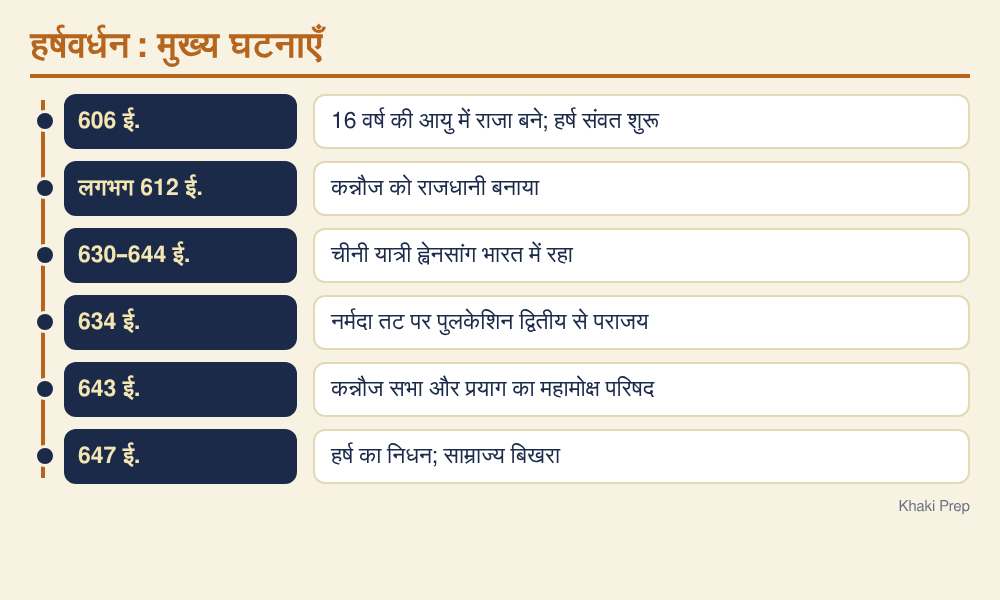 हर्षवर्धन : मुख्य घटनाएँ
606 ई.
16 वर्ष की आयु में राजा बने; हर्ष संवत शुरू
लगभग 612 ई.
कन्नौज को राजधानी बनाया
630–644 ई.
चीनी यात्री ह्वेनसांग भारत में रहा
634 ई.
नर्मदा तट पर पुलकेशिन द्वितीय से पराजय
643 ई.
कन्नौज सभा और प्रयाग का महामोक्ष परिषद
647 ई.
हर्ष का निधन; साम्राज्य बिखरा
Khaki Prep